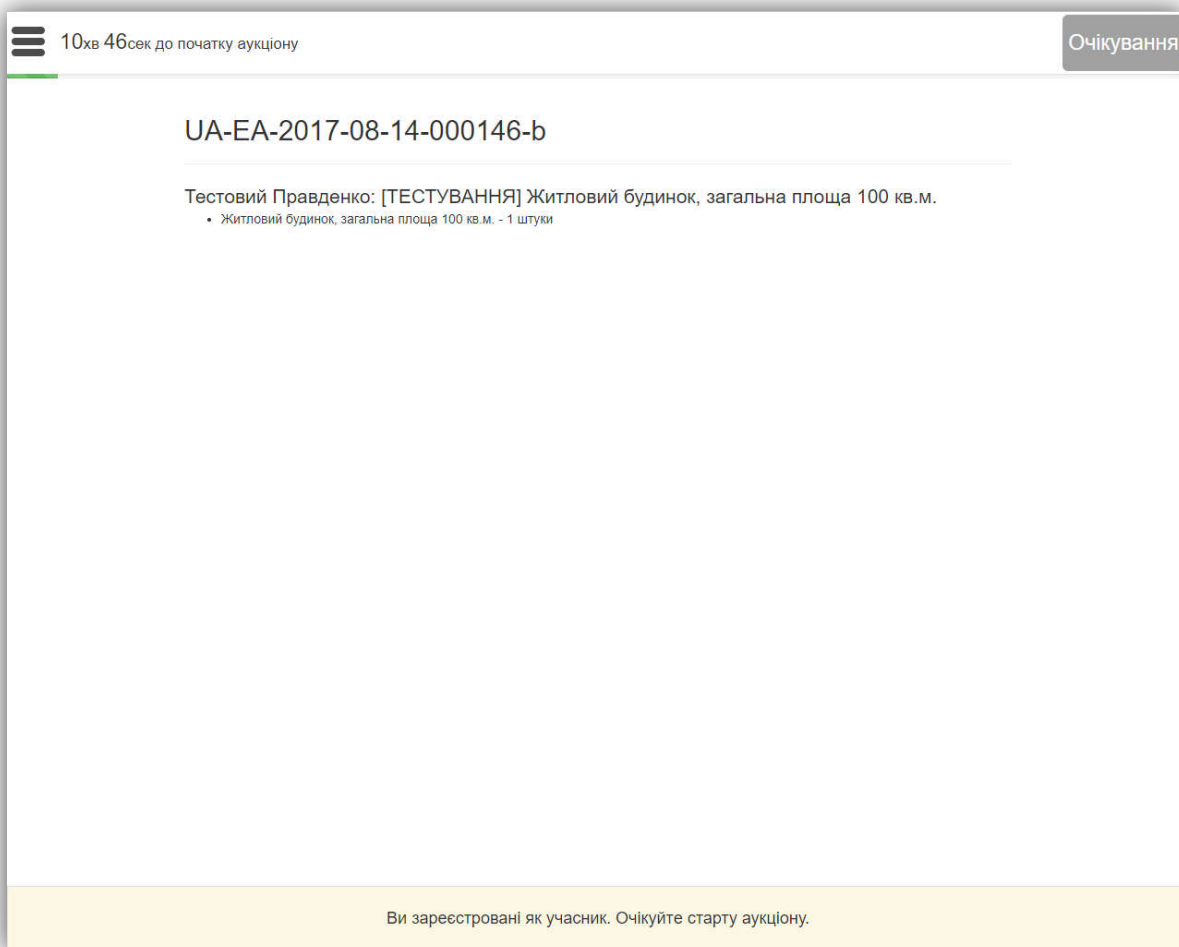 10хв 46сек до початку аукціону
Очікування
UA-EA-2017-08-14-000146-b
Тестовий Правденко: [ТЕСТУВАННЯ] Житловий будинок, загальна площа 100 кв.м.
• Житловий будинок, загальна площа 100 кв.м. - 1 штуки
Ви зареєстровані як учасник. Очікуйте старту аукціону.